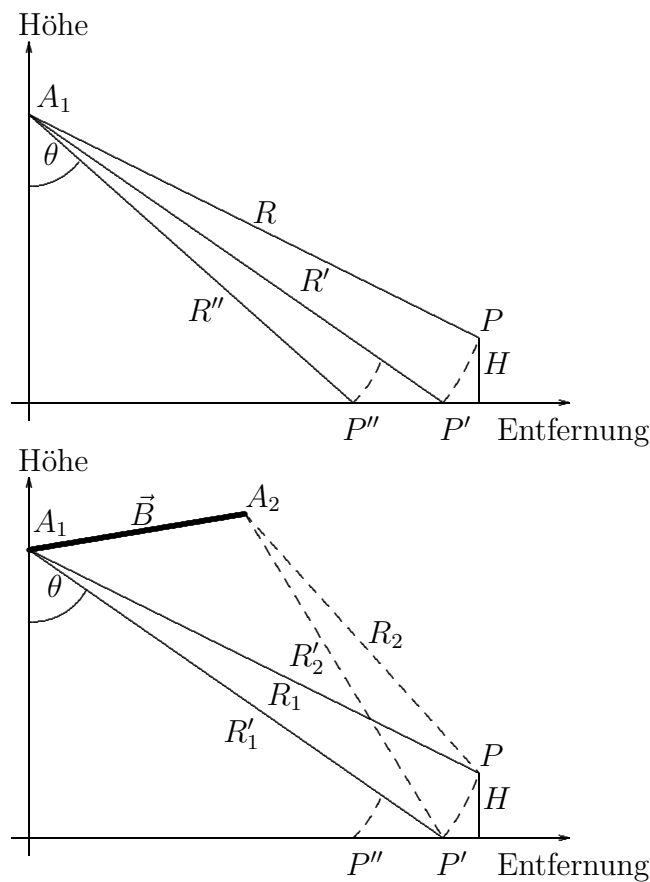 Höhe
A₁
θ
R
R′
R″
P
H
P″ P′ Entfernung
Höhe
A₁ B⃗ A₂
θ
R₂
R′₂
R₁
R′₁
P
H
P″ P′ Entfernung